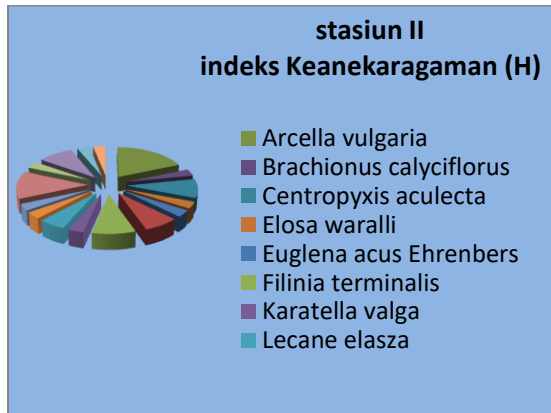 stasiun II
indeks Keanekaragaman (H)
Arcella vulgaria
Brachionus calyciflorus
Centropyxis aculecta
Elosa waralli
Euglena acus Ehrenbers
Filinia terminalis
Karatella valga
Lecane elasza